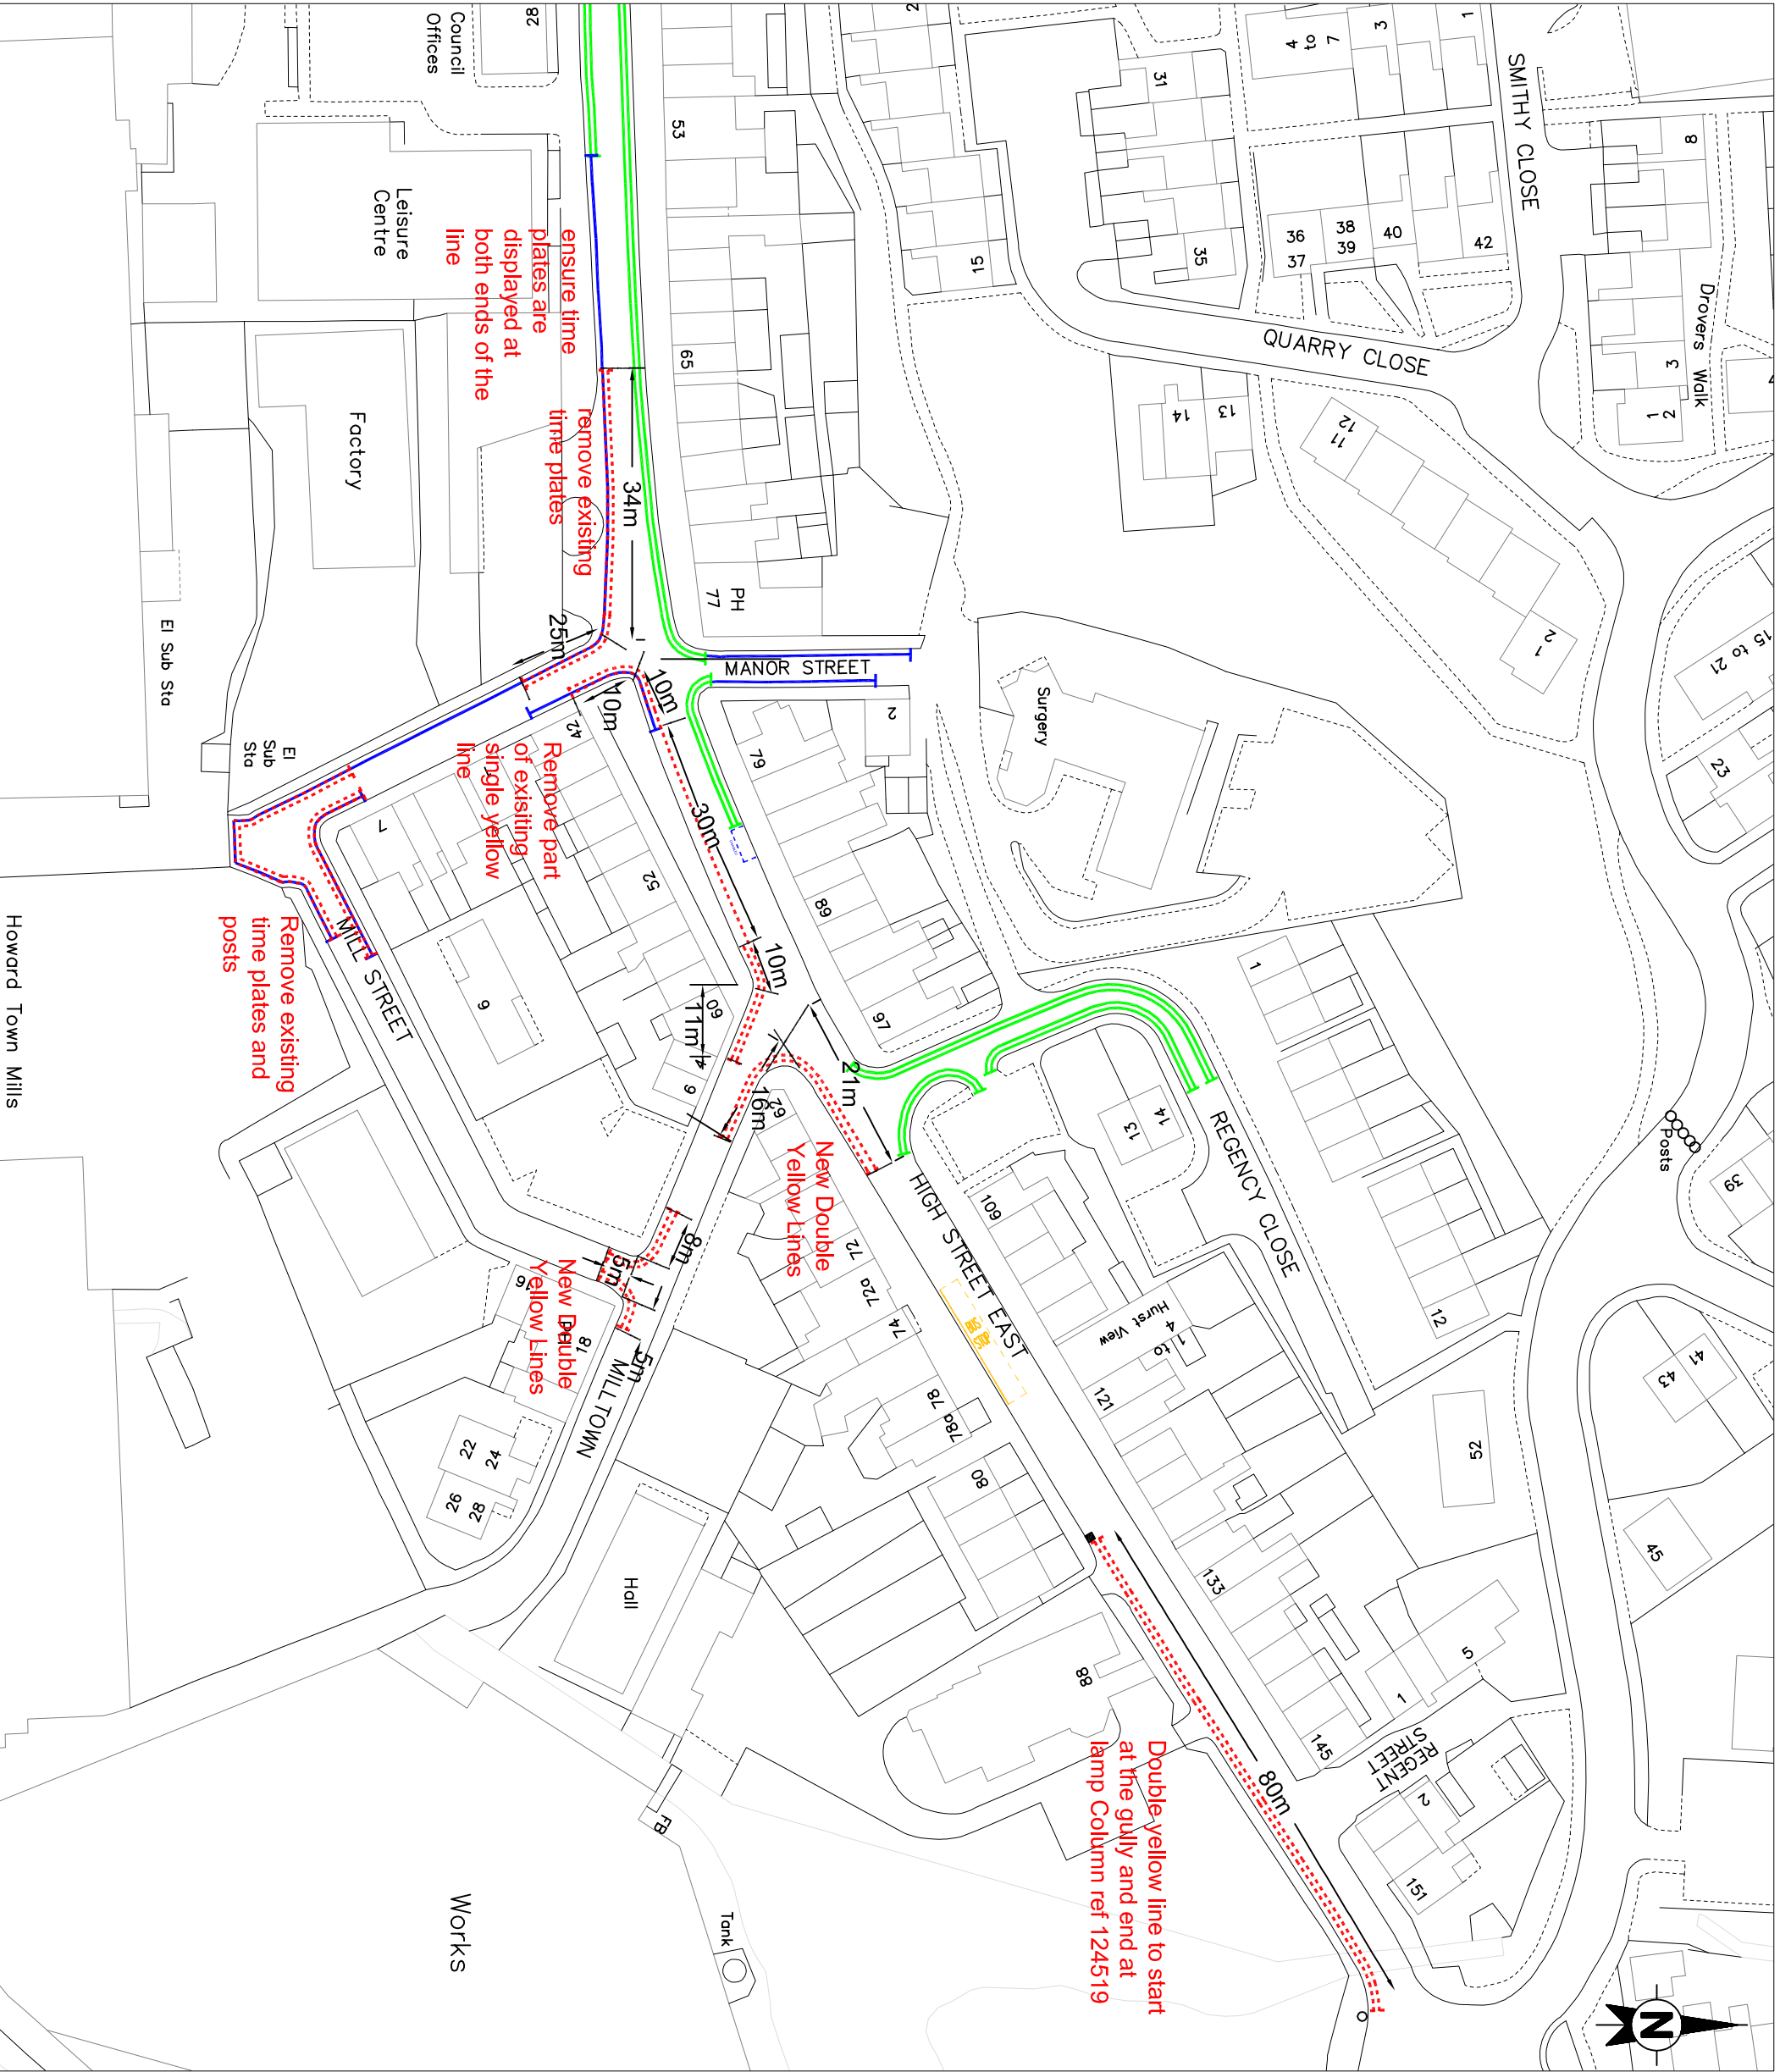 SMITHY CLOSE
QUARRY CLOSE
Drovers Walk
Council
Offices
28
Leisure
Centre
Factory
El Sub Sta
El
Sub
Sta
Howard Town Mills
53
65
77
PH
MANOR STREET
Surgery
2
79
89
97
15
31
35
4
to
7
3
1
36
37
38
39
40
42
8
3
1
2
14
13
11
12
1
2
15 to 21
23
39
41
43
45
52
Posts
1
12
13
14
REGENCY CLOSE
HIGH STREET EAST
109
Hurst View
1 to
4
121
133
145
1
5
REGENT
STREET
2
151
ensure time
plates are
displayed at
both ends of the
line
remove existing
time plates
34m
25m
10m
10m
30m
10m
11m
16m
21m
8m
5m
5m
80m
Remove part
of exisiting
single yellow
line
42
52
60
4
6
7
9
MILL STREET
Remove existing
time plates and
posts
62
72
72a
74
78
78a
80
88
New Double
Yellow Lines
New Double
Yellow Lines
16
18
MILL TOWN
22
24
26
28
Hall
FB
Works
Tank
Double yellow line to start
at the gully and end at
lamp Column ref 124519
N